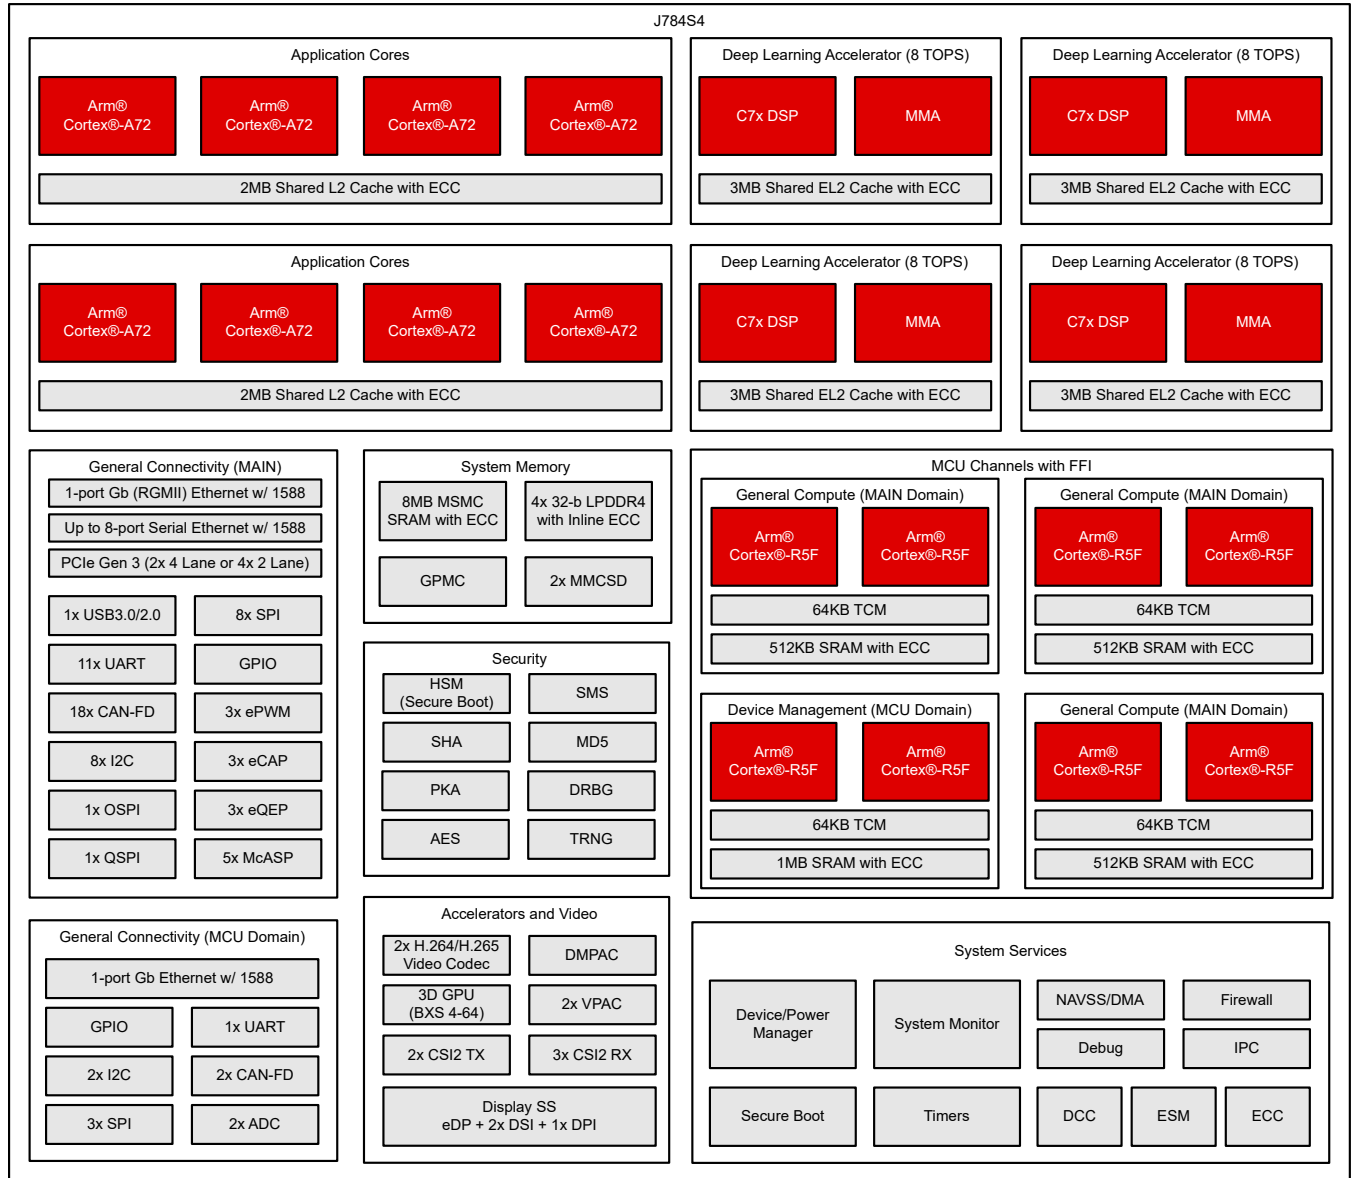 J784S4
Application Cores
Arm®
Cortex®-A72
Arm®
Cortex®-A72
Arm®
Cortex®-A72
Arm®
Cortex®-A72
2MB Shared L2 Cache with ECC
Deep Learning Accelerator (8 TOPS)
C7x DSP
MMA
3MB Shared EL2 Cache with ECC
Deep Learning Accelerator (8 TOPS)
C7x DSP
MMA
3MB Shared EL2 Cache with ECC
Application Cores
Arm®
Cortex®-A72
Arm®
Cortex®-A72
Arm®
Cortex®-A72
Arm®
Cortex®-A72
2MB Shared L2 Cache with ECC
Deep Learning Accelerator (8 TOPS)
C7x DSP
MMA
3MB Shared EL2 Cache with ECC
Deep Learning Accelerator (8 TOPS)
C7x DSP
MMA
3MB Shared EL2 Cache with ECC
General Connectivity (MAIN)
1-port Gb (RGMII) Ethernet w/ 1588
Up to 8-port Serial Ethernet w/ 1588
PCIe Gen 3 (2x 4 Lane or 4x 2 Lane)
1x USB3.0/2.0
8x SPI
11x UART
GPIO
18x CAN-FD
3x ePWM
8x I2C
3x eCAP
1x OSPI
3x eQEP
1x QSPI
5x McASP
System Memory
8MB MSMC
SRAM with ECC
4x 32-b LPDDR4
with Inline ECC
GPMC
2x MMCSD
Security
HSM
(Secure Boot)
SMS
SHA
MD5
PKA
DRBG
AES
TRNG
MCU Channels with FFI
General Compute (MAIN Domain)
Arm®
Cortex®-R5F
Arm®
Cortex®-R5F
64KB TCM
512KB SRAM with ECC
General Compute (MAIN Domain)
Arm®
Cortex®-R5F
Arm®
Cortex®-R5F
64KB TCM
512KB SRAM with ECC
Device Management (MCU Domain)
Arm®
Cortex®-R5F
Arm®
Cortex®-R5F
64KB TCM
1MB SRAM with ECC
General Compute (MAIN Domain)
Arm®
Cortex®-R5F
Arm®
Cortex®-R5F
64KB TCM
512KB SRAM with ECC
General Connectivity (MCU Domain)
1-port Gb Ethernet w/ 1588
GPIO
1x UART
2x I2C
2x CAN-FD
3x SPI
2x ADC
Accelerators and Video
2x H.264/H.265
Video Codec
DMPAC
3D GPU
(BXS 4-64)
2x VPAC
2x CSI2 TX
3x CSI2 RX
Display SS
eDP + 2x DSI + 1x DPI
System Services
Device/Power
Manager
System Monitor
NAVSS/DMA
Firewall
Debug
IPC
Secure Boot
Timers
DCC
ESM
ECC